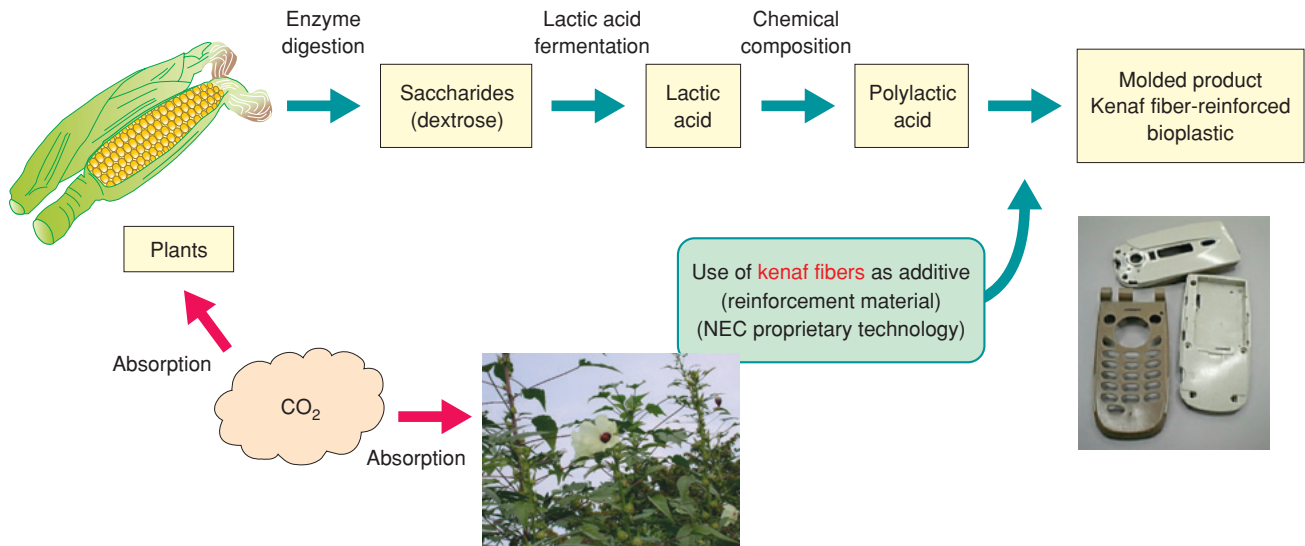 Enzyme
digestion
Lactic acid
fermentation
Chemical
composition
Saccharides
(dextrose)
Lactic
acid
Polylactic
acid
Molded product
Kenaf fiber-reinforced
bioplastic
Plants
Use of kenaf fibers as additive
(reinforcement material)
(NEC proprietary technology)
Absorption
CO₂
Absorption